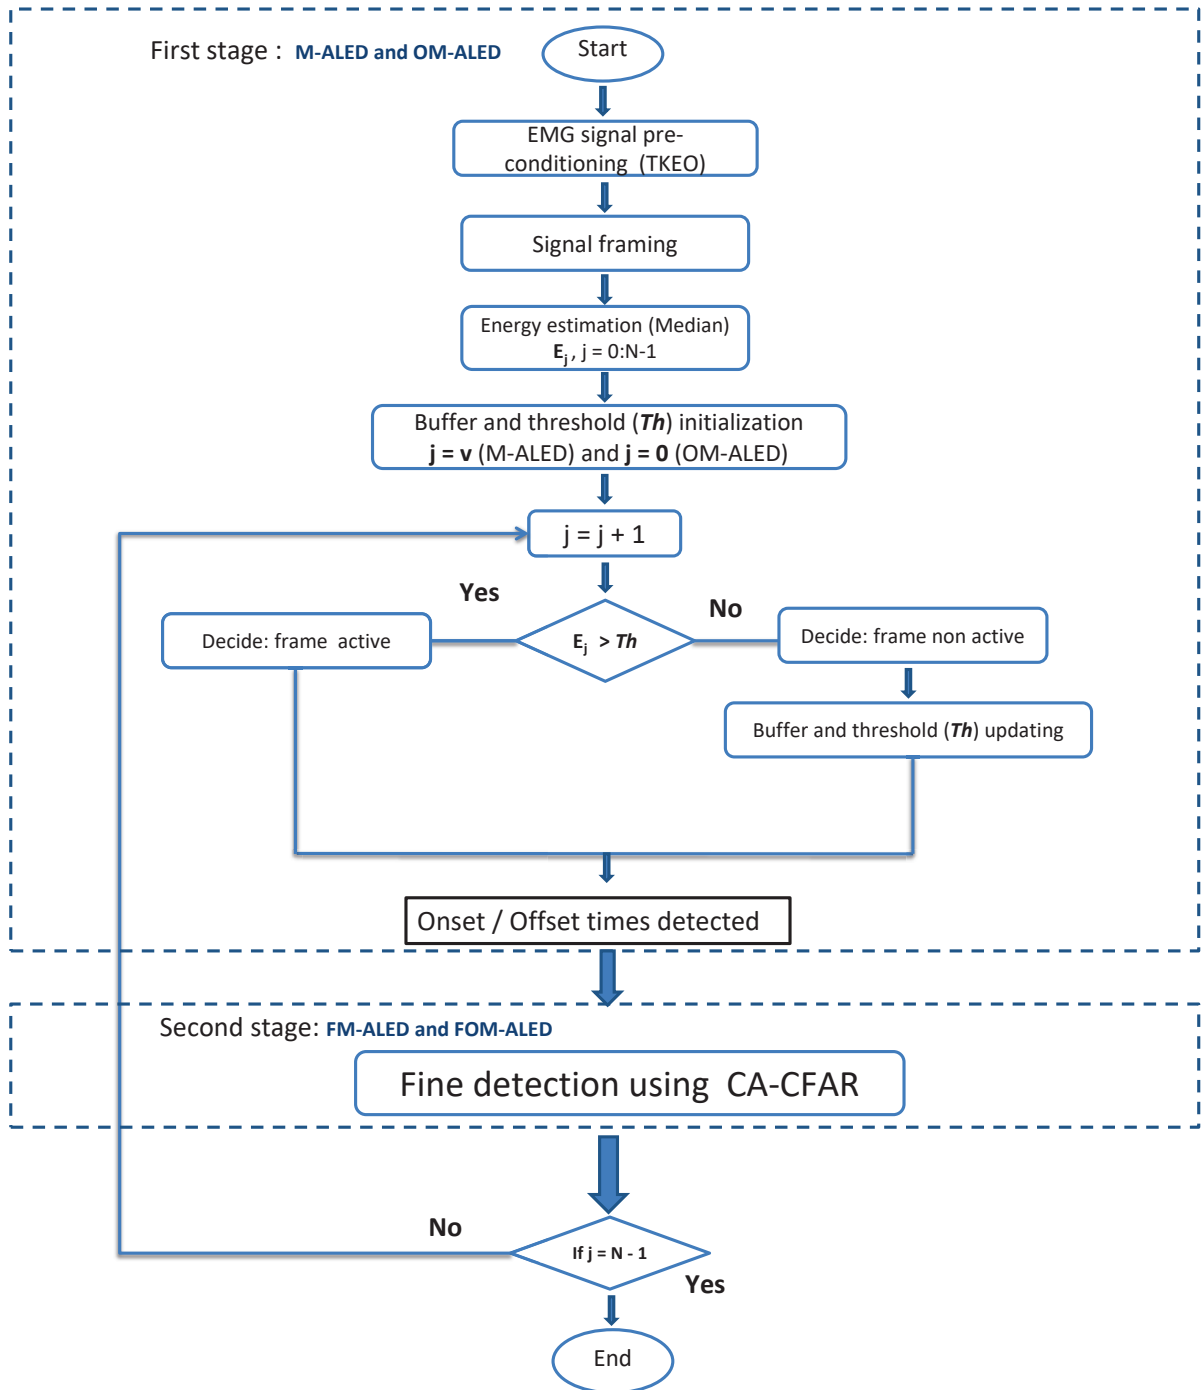 First stage : M-ALED and OM-ALED
Start
EMG signal pre-
conditioning (TKEO)
Signal framing
Energy estimation (Median)
Ej , j = 0:N-1
Buffer and threshold (Th) initialization
j = v (M-ALED) and j = 0 (OM-ALED)
j = j + 1
Yes
No
Ej > Th
Decide: frame active
Decide: frame non active
Buffer and threshold (Th) updating
Onset / Offset times detected
Second stage: FM-ALED and FOM-ALED
Fine detection using CA-CFAR
No
If j = N - 1
Yes
End